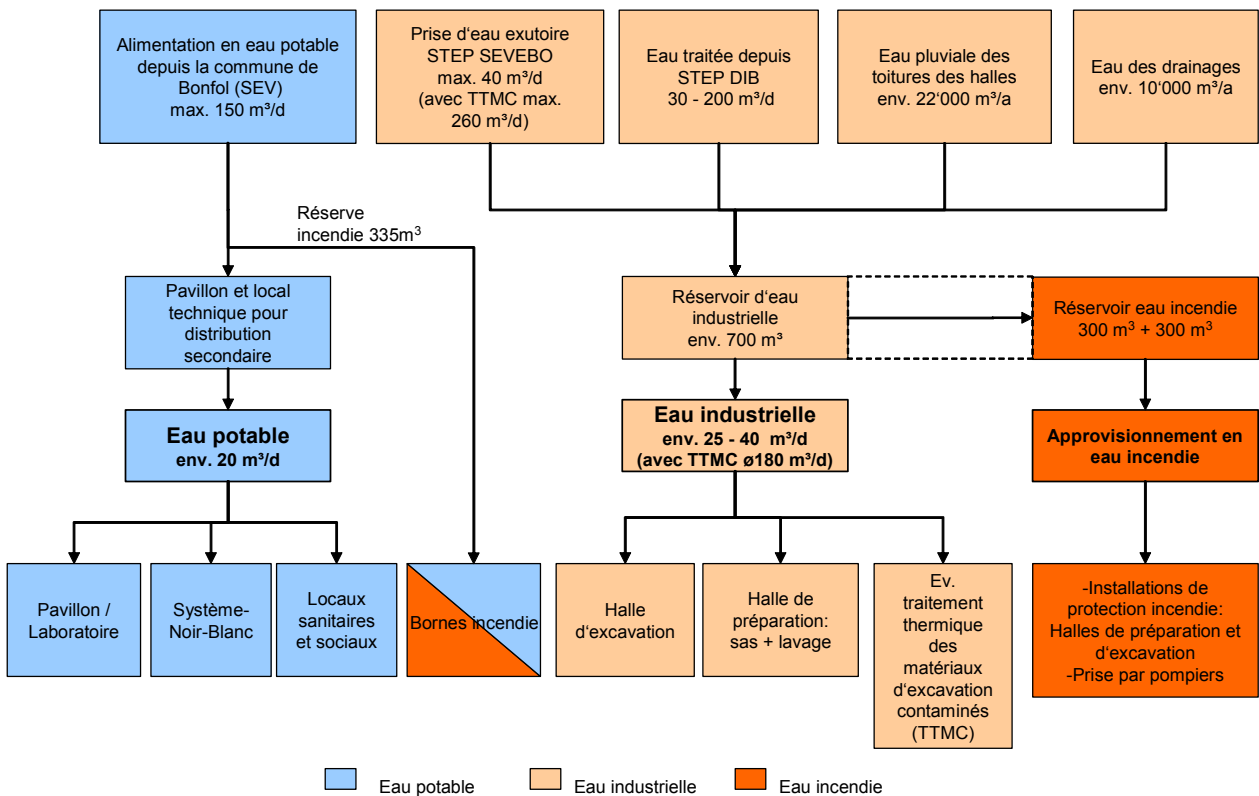 Alimentation en eau potable
depuis la commune de
Bonfol (SEV)
max. 150 m³/d
Prise d'eau exutoire
STEP SEVEBO
max. 40 m³/d
(avec TTMC max.
260 m³/d)
Eau traitée depuis
STEP DIB
30 - 200 m³/d
Eau pluviale des
toitures des halles
env. 22'000 m³/a
Eau des drainages
env. 10'000 m³/a
Réserve
incendie 335m³
Pavillon et local
technique pour
distribution
secondaire
Réservoir d'eau
industrielle
env. 700 m³
Réservoir eau incendie
300 m³ + 300 m³
Eau potable
env. 20 m³/d
Eau industrielle
env. 25 - 40 m³/d
(avec TTMC ø180 m³/d)
Approvisionnement en
eau incendie
Pavillon /
Laboratoire
Système-
Noir-Blanc
Locaux
sanitaires
et sociaux
Bornes incendie
Halle
d'excavation
Halle de
préparation:
sas + lavage
Ev.
traitement
thermique
des
matériaux
d'excavation
contaminés
(TTMC)
-Installations de
protection incendie:
Halles de préparation et
d'excavation
-Prise par pompiers
Eau potable
Eau industrielle
Eau incendie